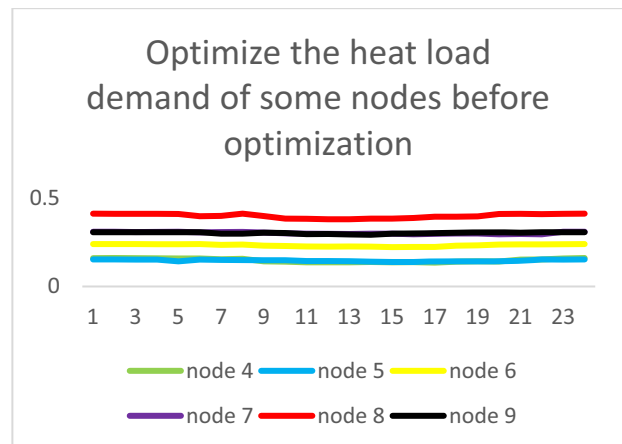 Optimize the heat load
demand of some nodes before
optimization
0.5
0
1 3 5 7 9 11 13 15 17 19 21 23
node 4 node 5 node 6
node 7 node 8 node 9